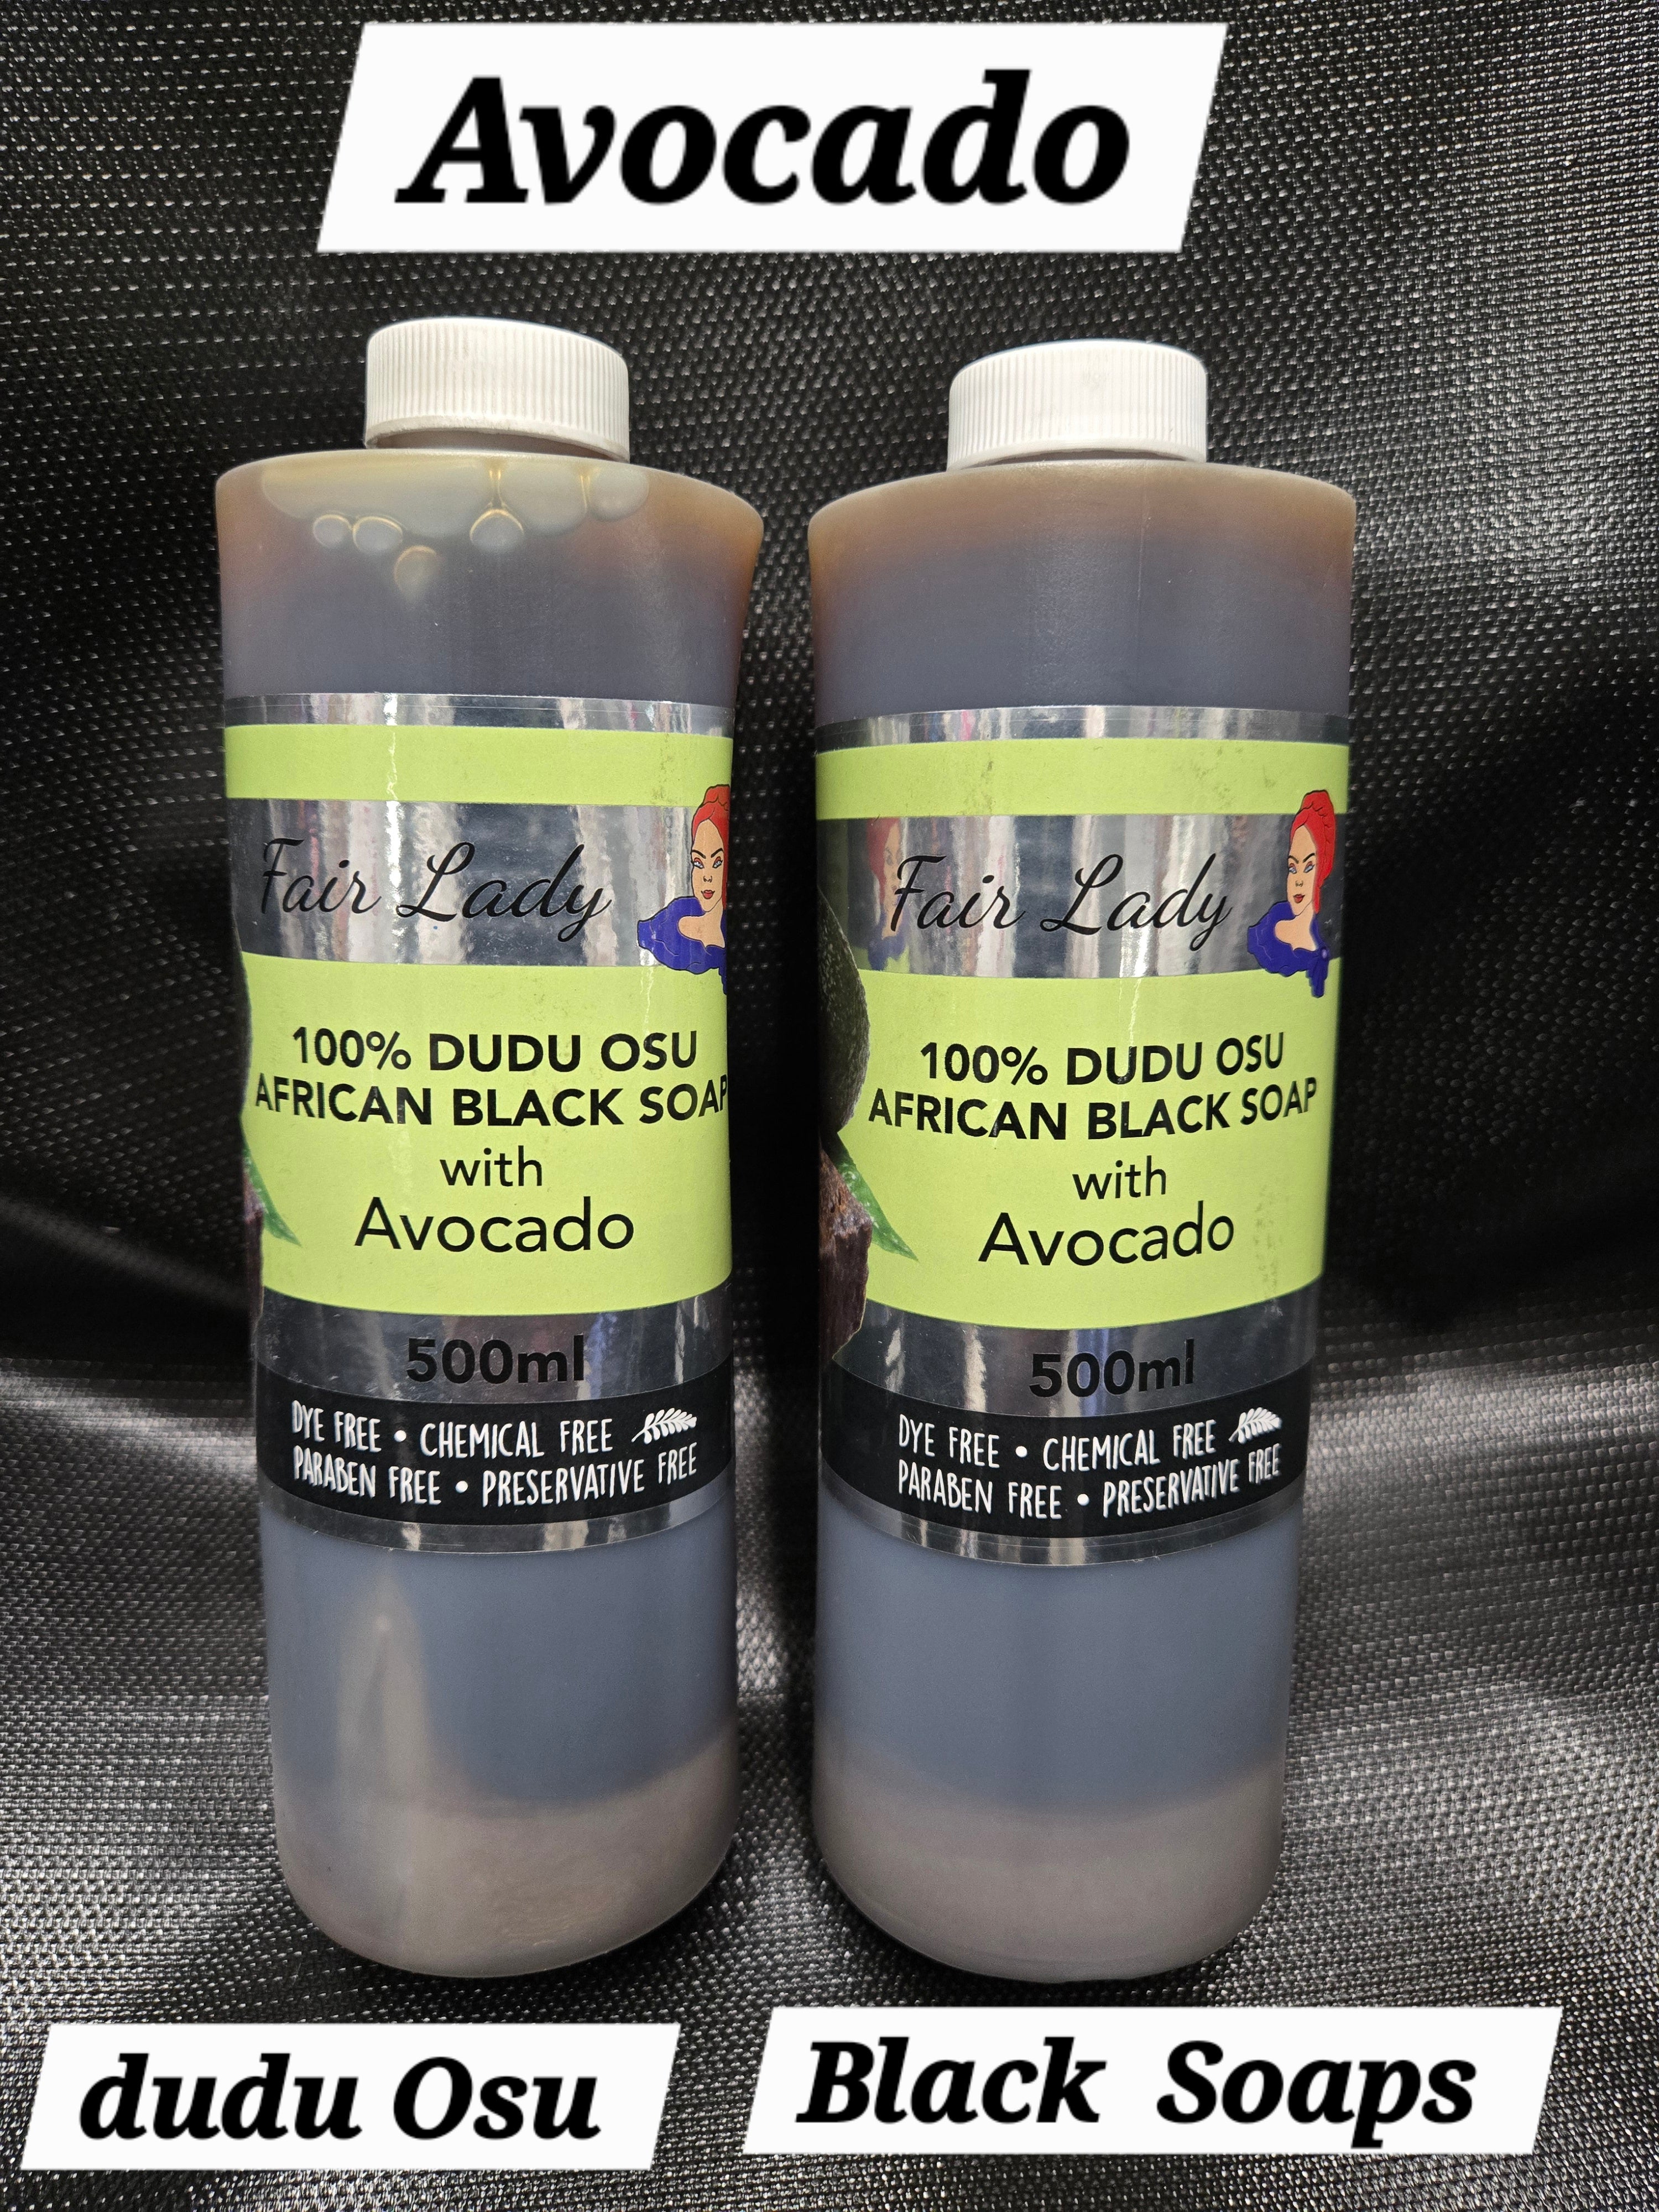 Avocado
Fair Lady
100% DUDU OSU
AFRICAN BLACK SOAP
with
Avocado
500ml
DYE FREE • CHEMICAL FREE
PARABEN FREE • PRESERVATIVE FREE
Fair Lady
100% DUDU OSU
AFRICAN BLACK SOAP
with
Avocado
500ml
DYE FREE • CHEMICAL FREE
PARABEN FREE • PRESERVATIVE FREE
dudu Osu
Black Soaps